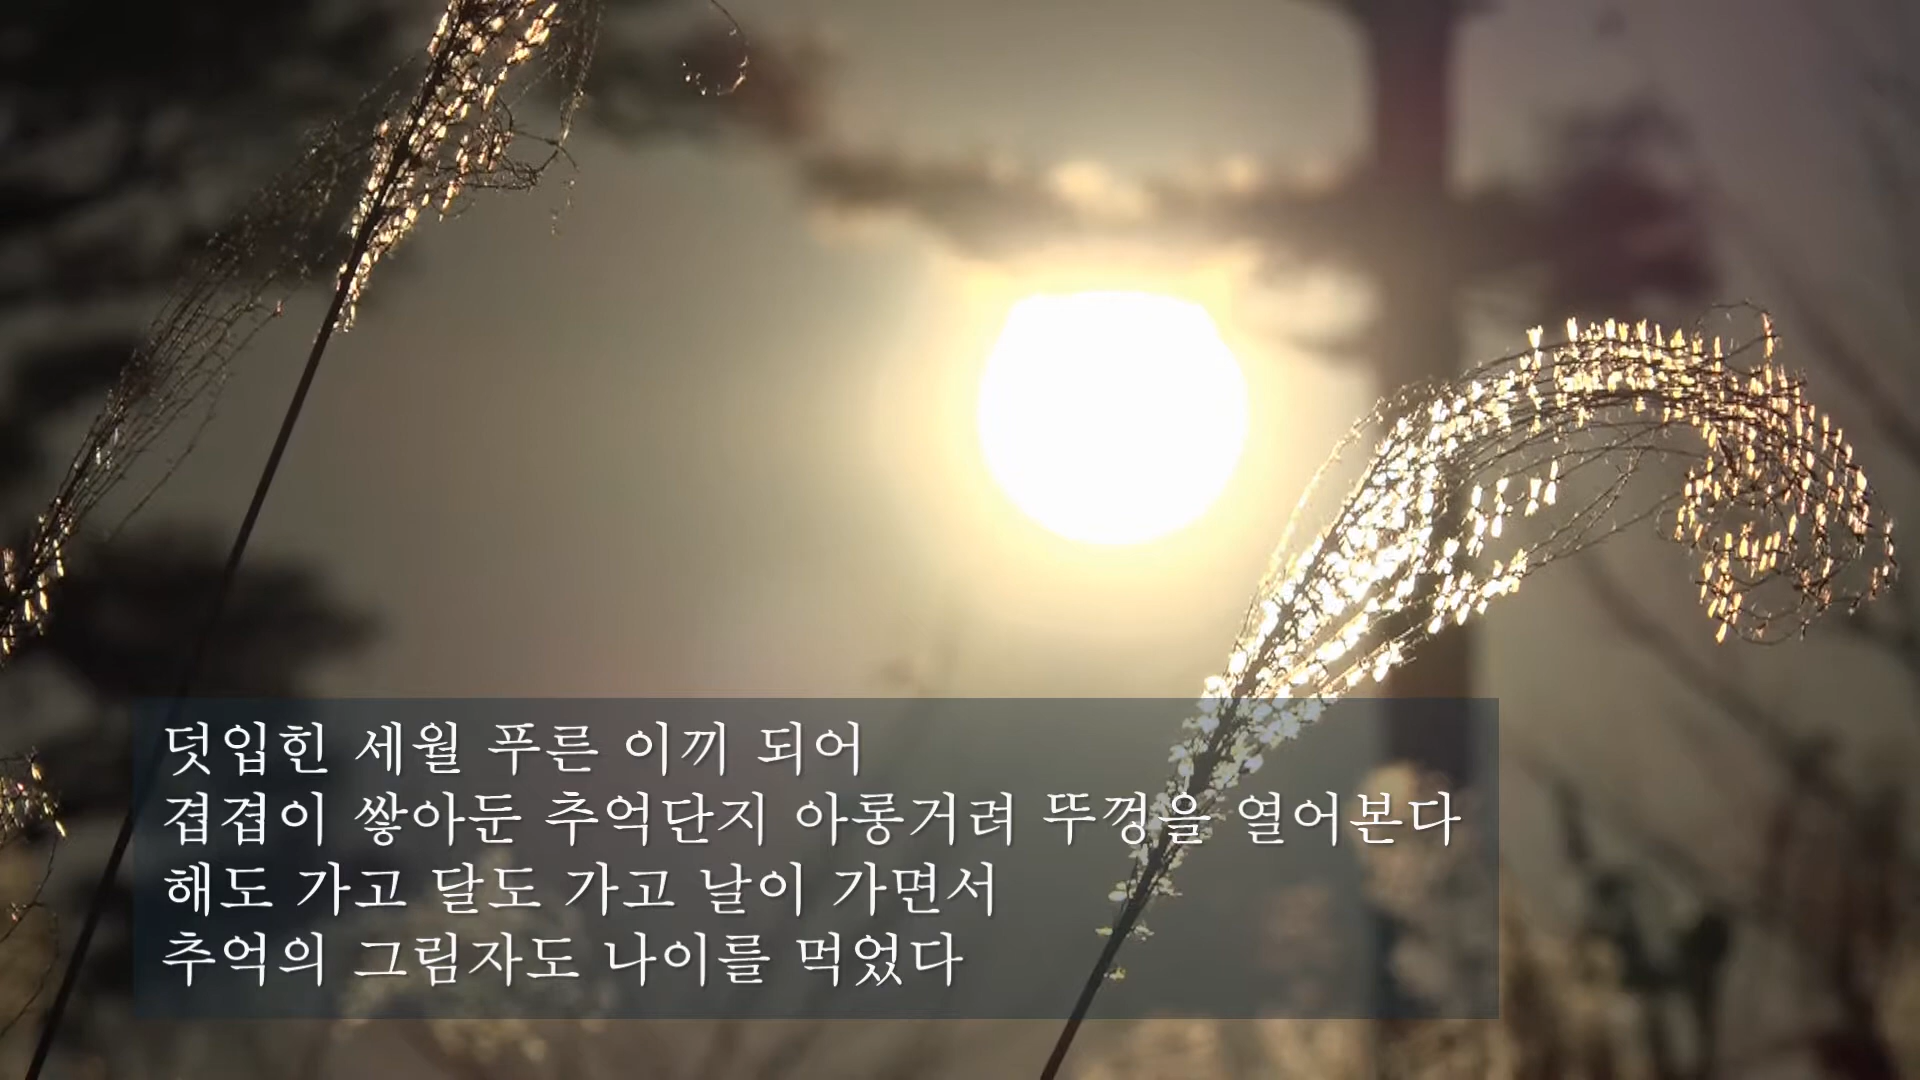 덧입힌 세월 푸른 이끼 되어
겹겹이 쌓아둔 추억단지 아롱거려 뚜껑을 열어본다
해도 가고 달도 가고 날이 가면서
추억의 그림자도 나이를 먹었다